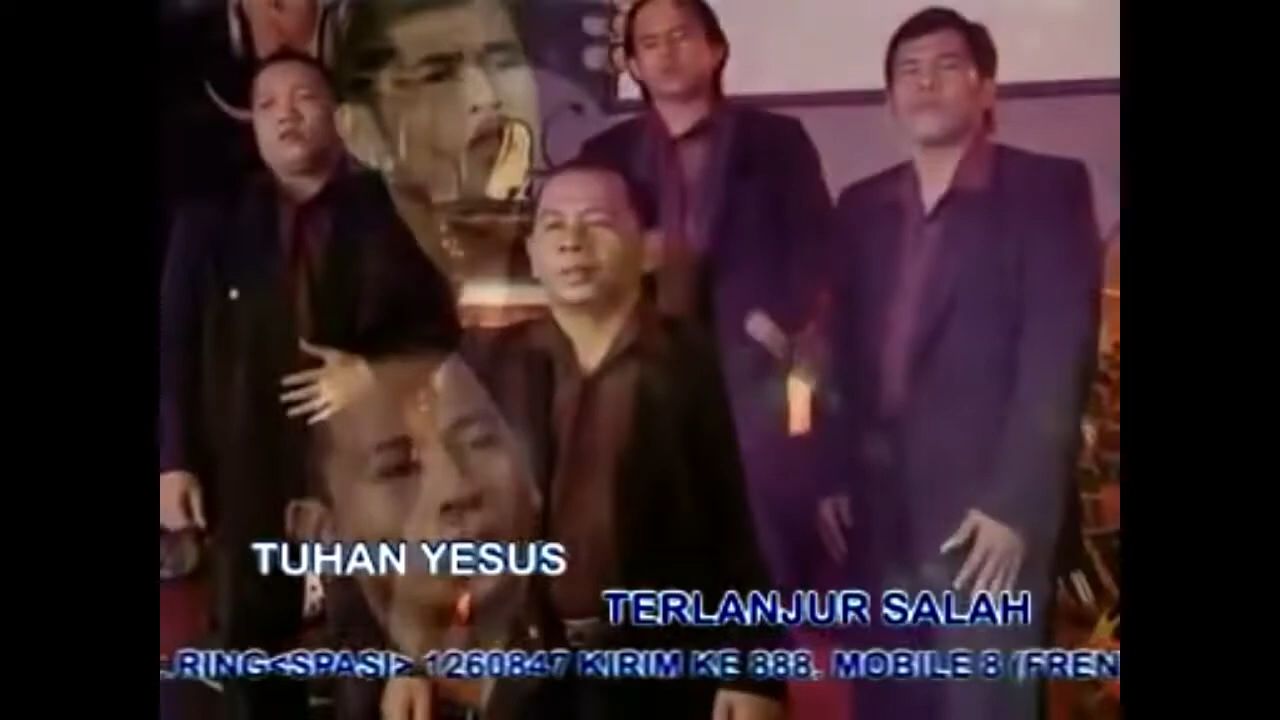 TUHAN YESUS
TERLANJUR SALAH
RING<SPASI> 1260847 KIRIM KE 888. MOBILE 8 (FREN